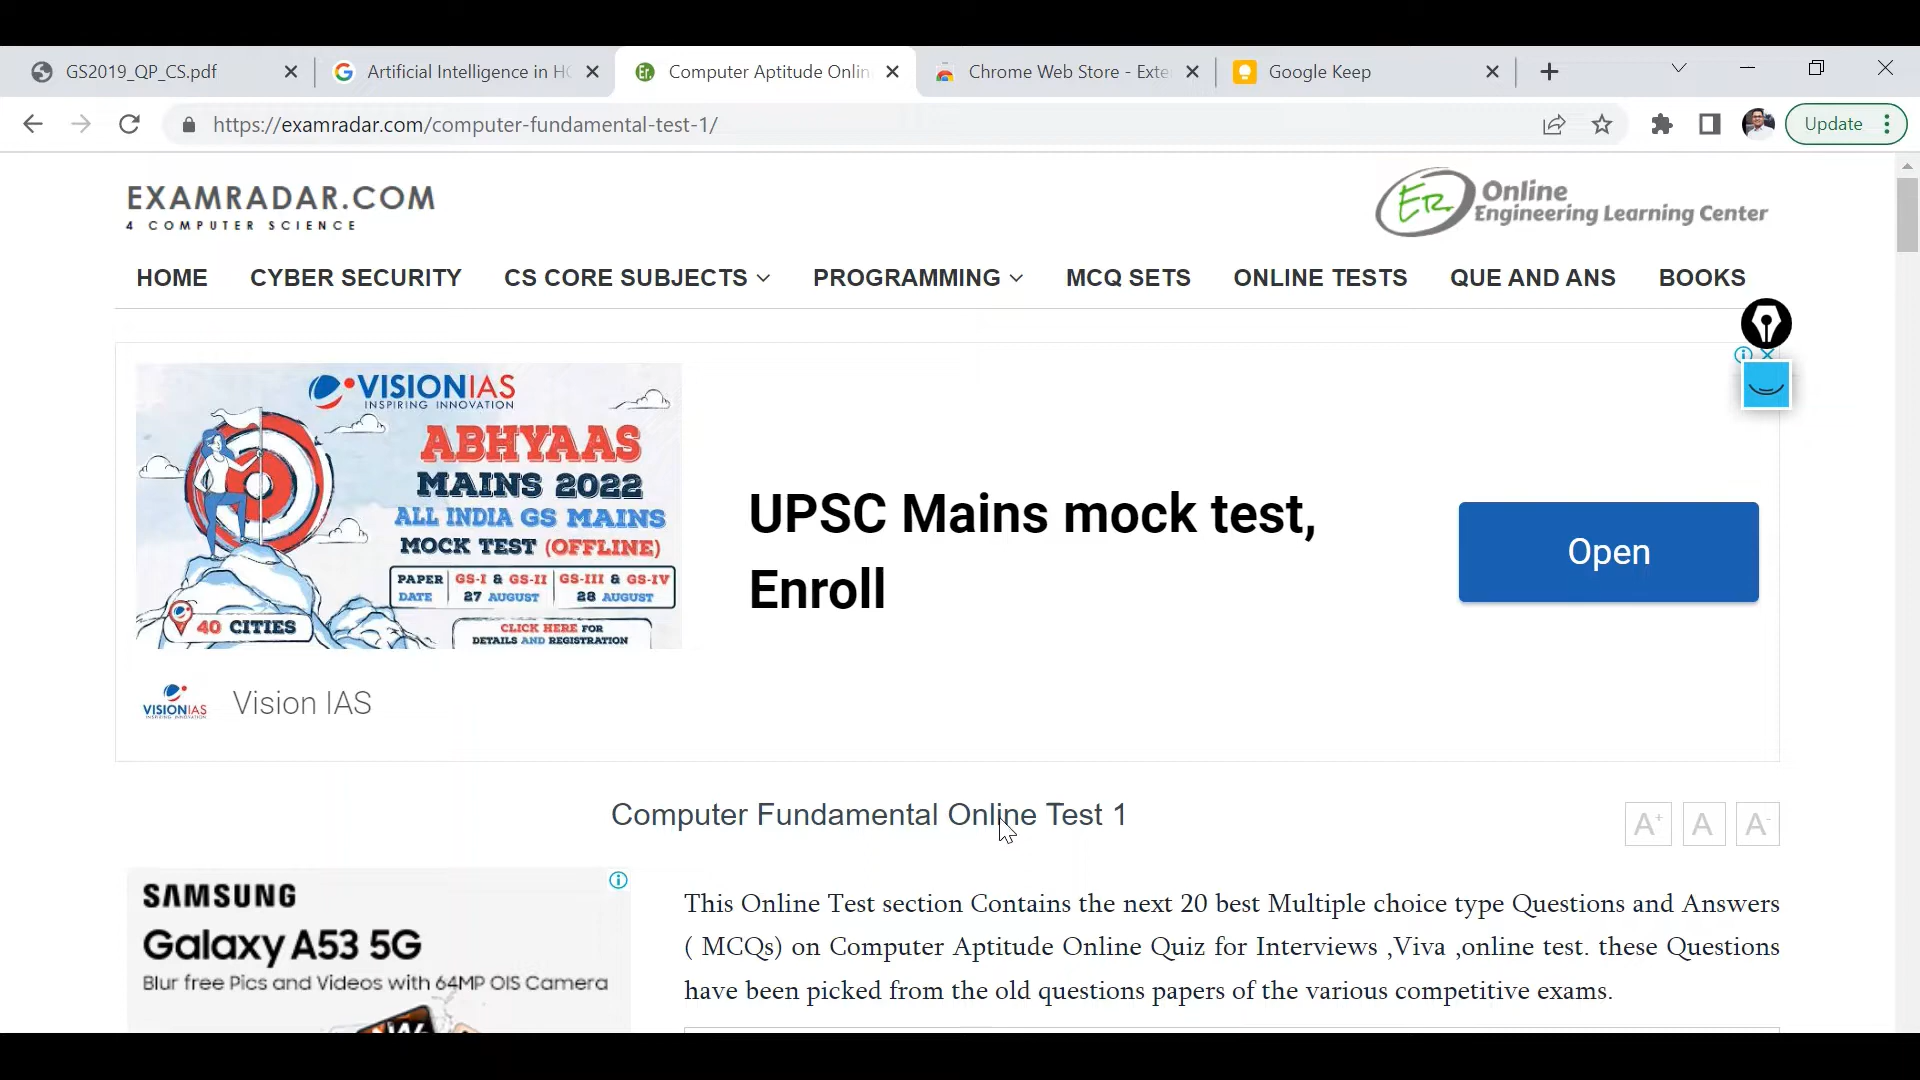 GS2019_QP_CS.pdf
Artificial Intelligence in HC
Computer Aptitude Onlin
Chrome Web Store - Exte
Google Keep
https://examradar.com/computer-fundamental-test-1/
Update
EXAMRADAR.COM
4 COMPUTER SCIENCE
ER Online
Engineering Learning Center
HOME
CYBER SECURITY
CS CORE SUBJECTS
PROGRAMMING
MCQ SETS
ONLINE TESTS
QUE AND ANS
BOOKS
VISIONIAS
INSPIRING INNOVATION
ABHYAAS
MAINS 2022
ALL INDIA GS MAINS
MOCK TEST (OFFLINE)
PAPER GS-I & GS-II GS-III & GS-IV
DATE 27 AUGUST 28 AUGUST
40 CITIES
CLICK HERE FOR
DETAILS AND REGISTRATION
UPSC Mains mock test,
Enroll
Open
VISIONIAS
INSPIRING INNOVATION
Vision IAS
Computer Fundamental Online Test 1
A+ A A-
SAMSUNG
Galaxy A53 5G
Blur free Pics and Videos with 64MP OIS Camera
This Online Test section Contains the next 20 best Multiple choice type Questions and Answers
( MCQs) on Computer Aptitude Online Quiz for Interviews ,Viva ,online test. these Questions
have been picked from the old questions papers of the various competitive exams.